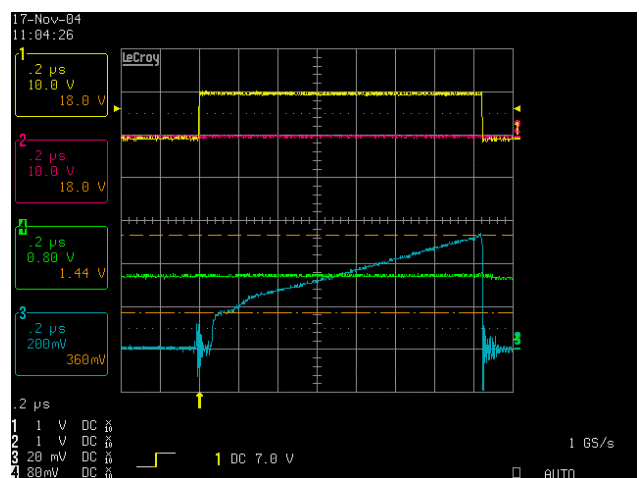 17-Nov-04
11:04:26
LeCroy
1
.2 µs
10.0 V
18.0 V
2
.2 µs
10.0 V
18.0 V
4
.2 µs
0.80 V
1.44 V
3
.2 µs
200mV
360mV
.2 µs
1 1 V DC
2 1 V DC
3 20 mV DC
4 80mV DC
1 DC 7.0 V
1 GS/s
AUTO